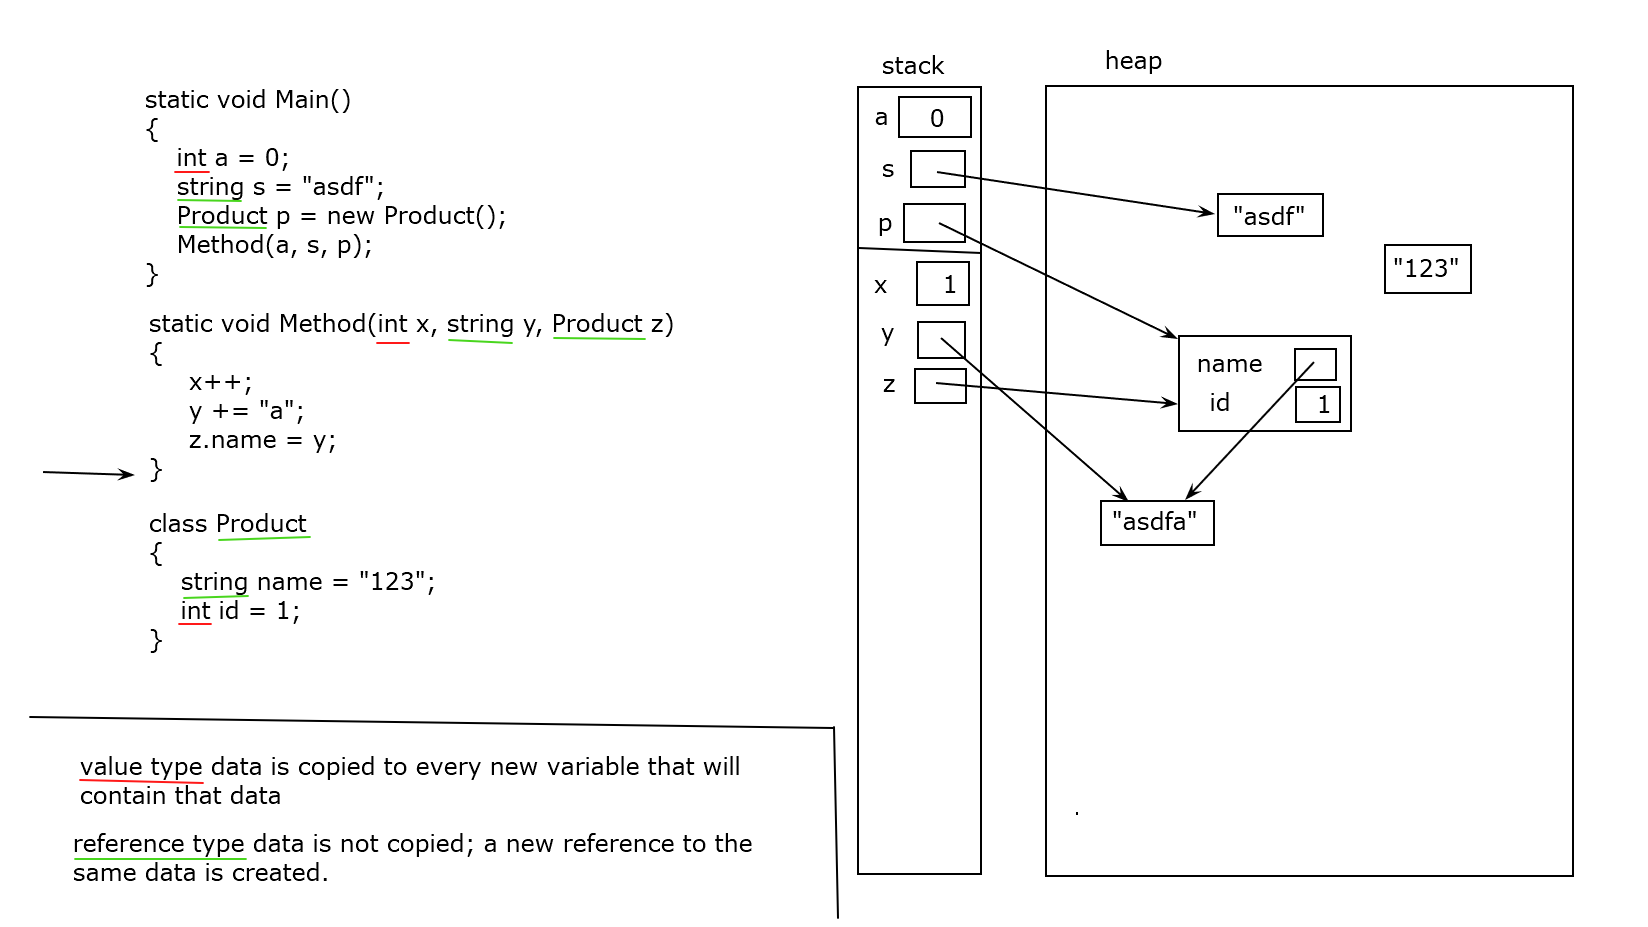 static void Main()
{
int a = 0;
string s = "asdf";
Product p = new Product();
Method(a, s, p);
}
static void Method(int x, string y, Product z)
{
x++;
y += "a";
z.name = y;
}
class Product
{
string name = "123";
int id = 1;
}
value type data is copied to every new variable that will
contain that data
reference type data is not copied; a new reference to the
same data is created.
stack
a 0
s
p
x 1
y
z
heap
"asdf"
"123"
name
id 1
"asdfa"